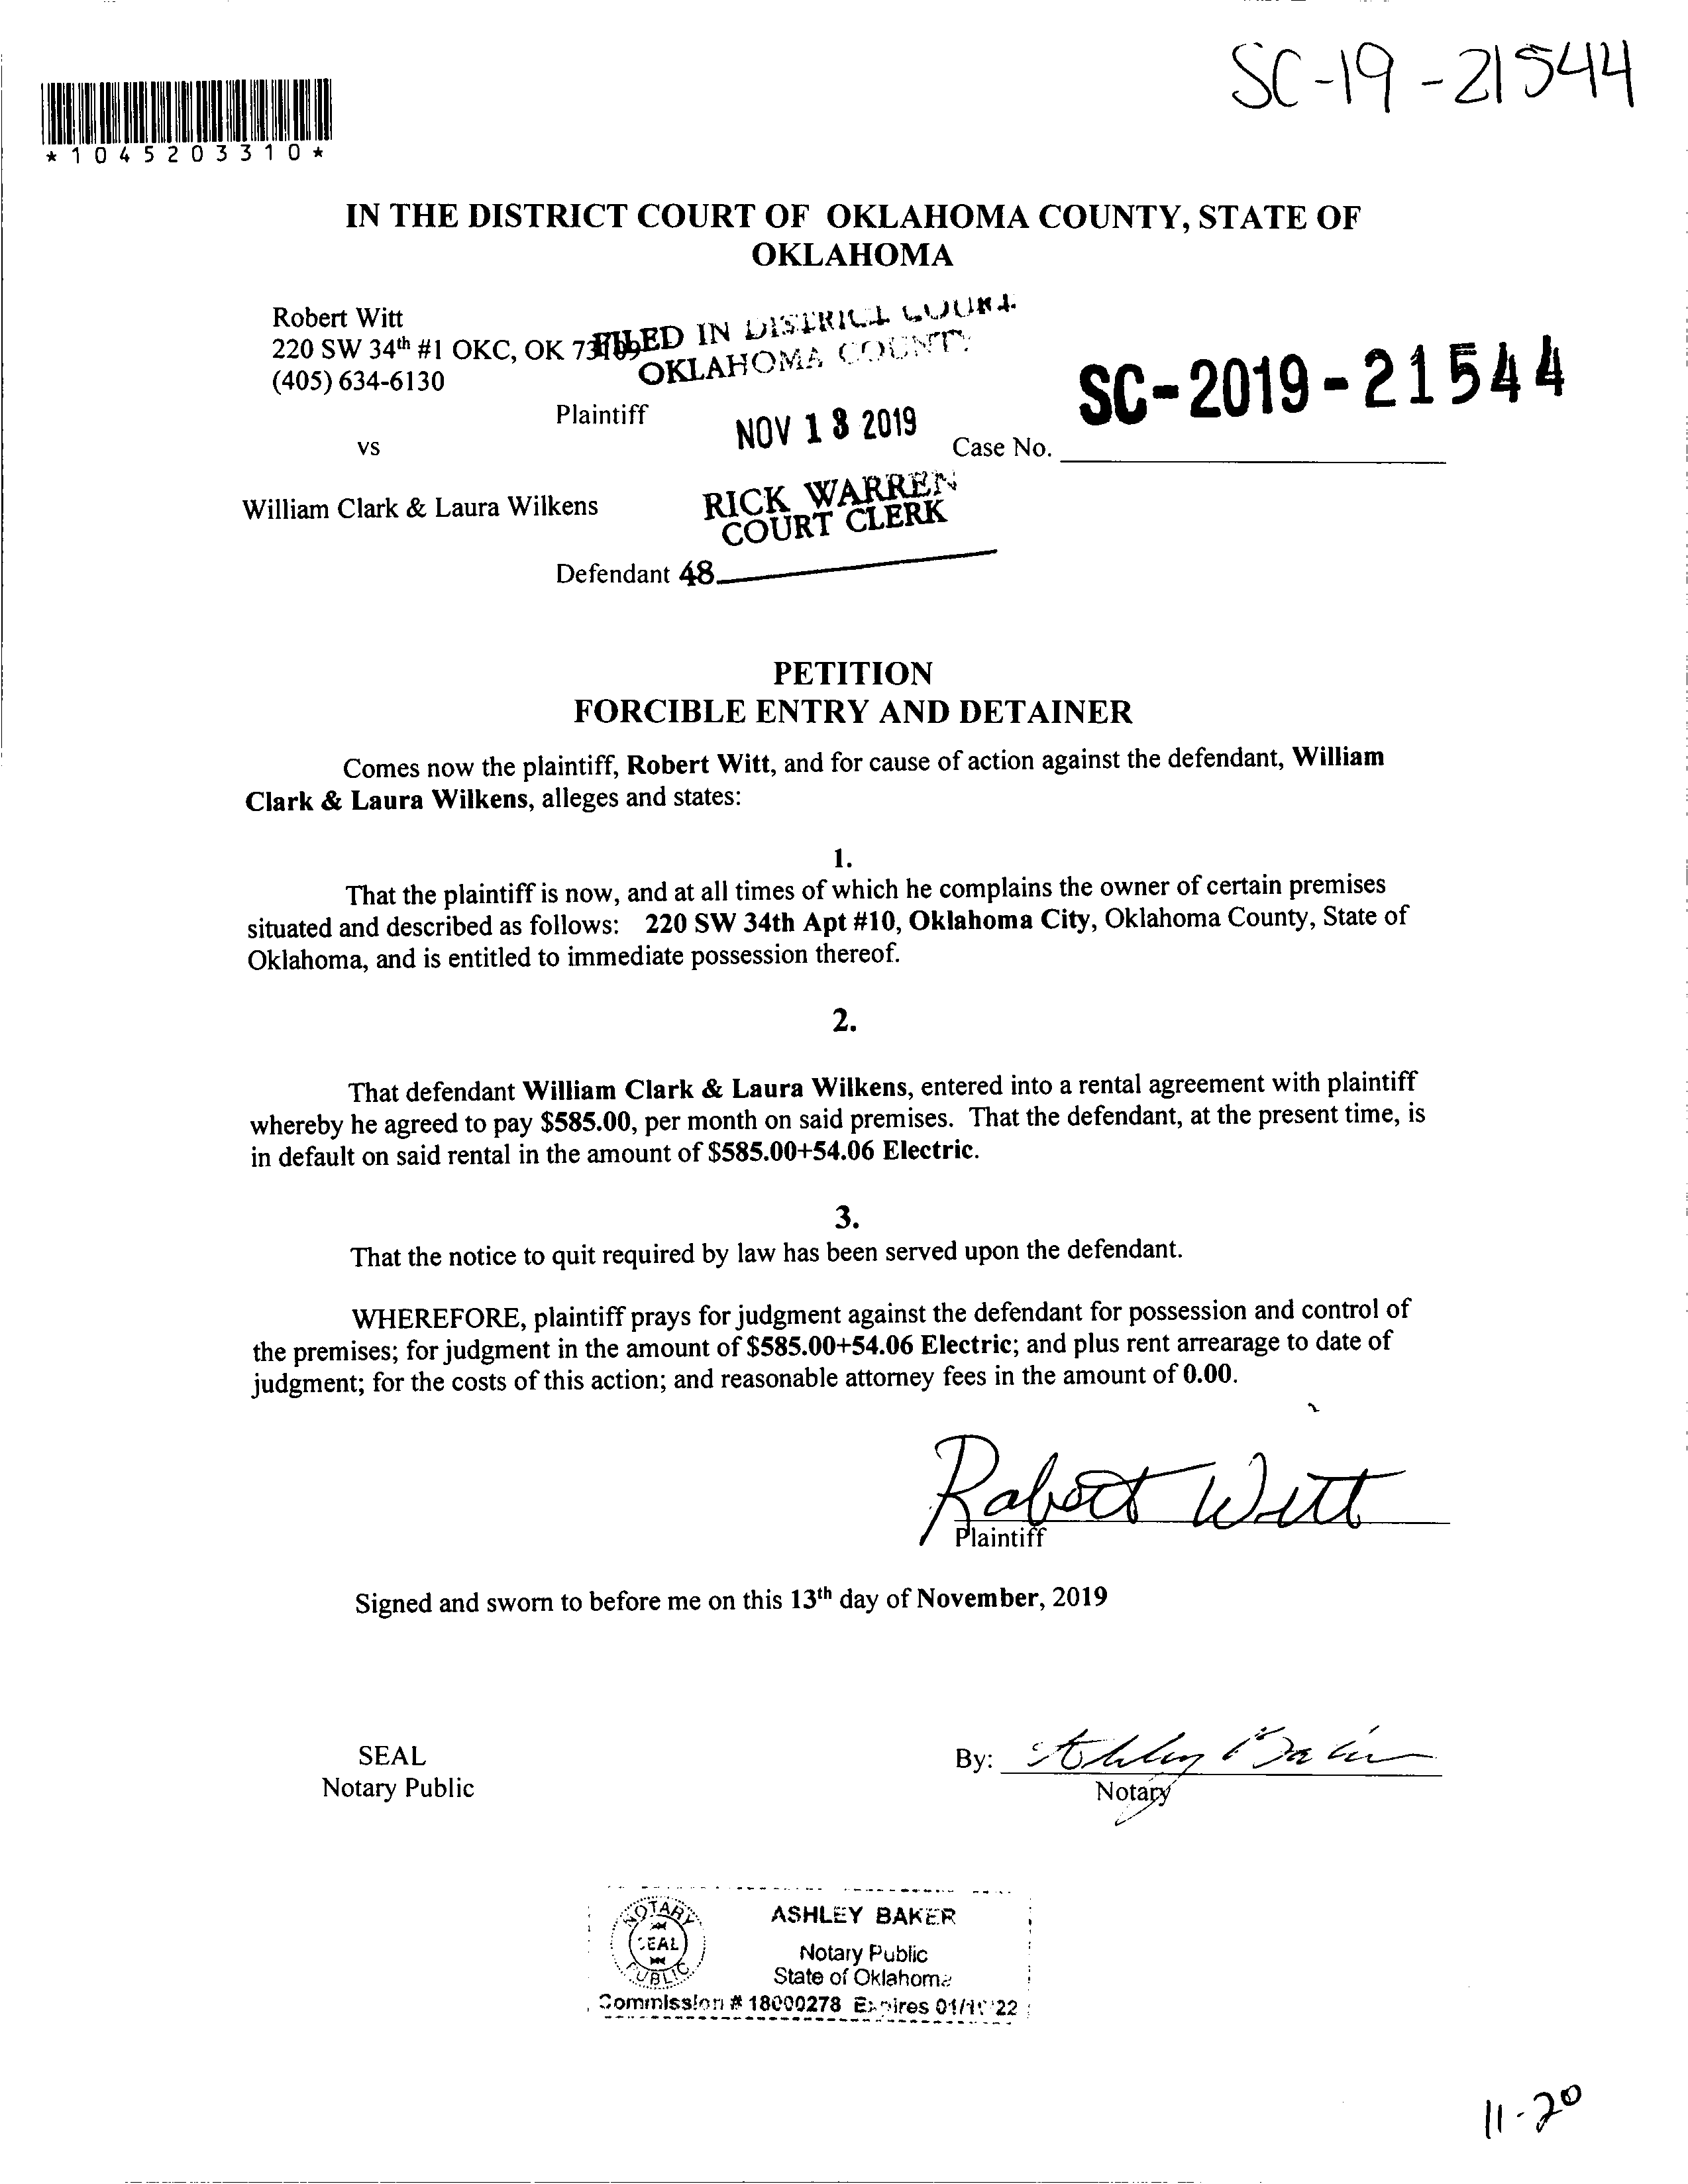 SC-19-21544
*1045203310*
IN THE DISTRICT COURT OF OKLAHOMA COUNTY, STATE OF
OKLAHOMA
Robert Witt
220 SW 34th #1 OKC, OK 73109
(405) 634-6130
FILED IN DISTRICT COURT
OKLAHOMA COUNTY
SC-2019-21544
Plaintiff
NOV 13 2019
vs
Case No.
William Clark & Laura Wilkens
RICK WARREN
COURT CLERK
Defendant 48
PETITION
FORCIBLE ENTRY AND DETAINER
Comes now the plaintiff, Robert Witt, and for cause of action against the defendant, William
Clark & Laura Wilkens, alleges and states:
1.
That the plaintiff is now, and at all times of which he complains the owner of certain premises
situated and described as follows: 220 SW 34th Apt #10, Oklahoma City, Oklahoma County, State of
Oklahoma, and is entitled to immediate possession thereof.
2.
That defendant William Clark & Laura Wilkens, entered into a rental agreement with plaintiff
whereby he agreed to pay $585.00, per month on said premises. That the defendant, at the present time, is
in default on said rental in the amount of $585.00+54.06 Electric.
3.
That the notice to quit required by law has been served upon the defendant.
WHEREFORE, plaintiff prays for judgment against the defendant for possession and control of
the premises; for judgment in the amount of $585.00+54.06 Electric; and plus rent arrearage to date of
judgment; for the costs of this action; and reasonable attorney fees in the amount of 0.00.
Robert Witt
Plaintiff
Signed and sworn to before me on this 13th day of November, 2019
SEAL
Notary Public
By: Ashley Baker
Notary
NOTARY
SEAL
PUBLIC
ASHLEY BAKER
Notary Public
State of Oklahoma
Commission # 18000278 Expires
11-20